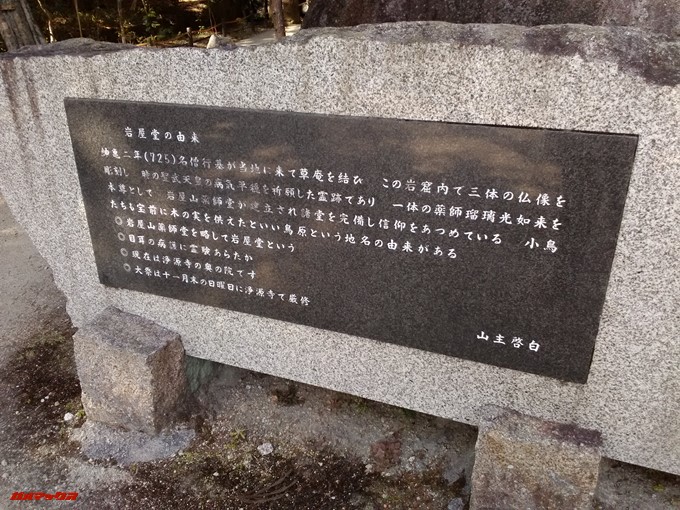 岩屋堂の由来
神亀二年(725)名僧行基が当地に来て草庵を結び この岩窟内で三体の仏像を
彫刻し 時の聖武天皇の病気平穏を祈願した霊跡であり 一体の薬師瑠璃光如来を
本尊として 岩屋山薬師堂が建立され諸堂を完備し信仰をあつめている 小鳥
たちも宝前に木の実を供えたといい鳥原という地名の由来がある
◎岩屋山薬師堂を略して岩屋堂という
◎目耳の病護に霊験あらたか
◎現在は浄源寺の奥の院です
◎大祭は十一月末の日曜日に浄源寺で厳修
山主啓白
ガルマックス